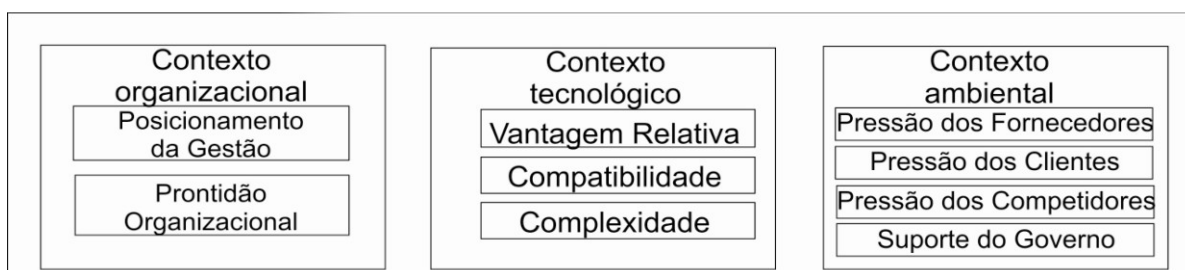 Contexto
organizacional
Posicionamento
da Gestão
Prontidão
Organizacional
Contexto
tecnológico
Vantagem Relativa
Compatibilidade
Complexidade
Contexto
ambiental
Pressão dos Fornecedores
Pressão dos Clientes
Pressão dos Competidores
Suporte do Governo